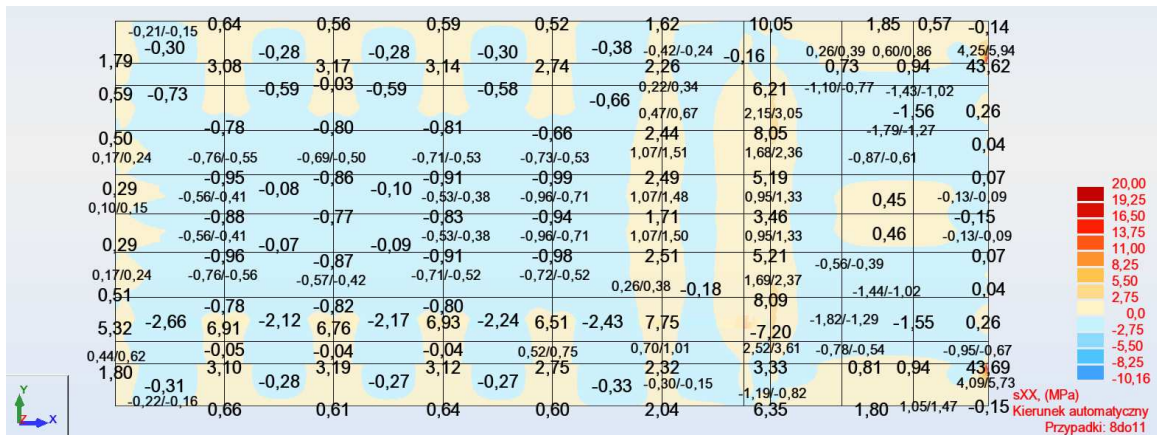 0,64 0,56 0,59 0,52 1,62 10,05 1,85 0,57 -0,14
-0,21/-0,15
-0,30 -0,28 -0,28 -0,30 -0,38 -0,42/-0,24 -0,16 0,26/0,39 0,60/0,86 4,25/5,94
1,79 3,08 3,17 3,14 2,74 2,26 0,73 0,94 43,62
-0,03
0,59 -0,73 -0,59 -0,59 -0,58 -0,66 0,22/0,34 6,21 -1,10/-0,77 -1,43/-1,02
0,47/0,67 2,15/3,05 -1,56 0,26
0,50 -0,78 -0,80 -0,81 -0,66 2,44 8,05 -1,79/-1,27 0,04
0,17/0,24 -0,76/-0,55 -0,69/-0,50 -0,71/-0,53 -0,73/-0,53 1,07/1,51 1,68/2,36 -0,87/-0,61
-0,95 -0,86 -0,91 -0,99 2,49 5,19 0,07
0,29 -0,08 -0,10
0,10/0,15 -0,56/-0,41 -0,53/-0,38 -0,96/-0,71 1,07/1,48 0,95/1,33 0,45 -0,13/-0,09
-0,88 -0,77 -0,83 -0,94 1,71 3,46 -0,15
0,29 -0,56/-0,41 -0,07 -0,09 -0,53/-0,38 -0,96/-0,71 1,07/1,50 0,95/1,33 0,46 -0,13/-0,09
-0,96 -0,87 -0,91 -0,98 2,51 5,21 0,07
0,17/0,24 -0,76/-0,56 -0,57/-0,42 -0,71/-0,52 -0,72/-0,52 -0,56/-0,39
0,51 0,26/0,38 -0,18 1,69/2,37 -1,44/-1,02 0,04
-0,78 -0,82 -0,80 8,09
5,32 -2,66 6,91 -2,12 6,76 -2,17 6,93 -2,24 6,51 -2,43 7,75 -7,20 -1,82/-1,29 -1,55 0,26
0,44/0,62 -0,05 -0,04 -0,04 0,52/0,75 0,70/1,01 2,52/3,61 -0,78/-0,54 -0,95/-0,67
1,80 3,10 3,19 3,12 2,75 2,32 3,33 0,81 0,94 43,69
-0,31 -0,28 -0,27 -0,27 -0,33 -0,30/-0,15 -1,19/-0,82 4,09/5,73
-0,22/-0,16 0,66 0,61 0,64 0,60 2,04 6,35 1,80 1,05/1,47 -0,15
20,00
19,25
16,50
13,75
11,00
8,25
5,50
2,75
0,0
-2,75
-5,50
-8,25
-10,16
sXX, (MPa)
Kierunek automatyczny
Przypadki: 8do11
Y
Z X